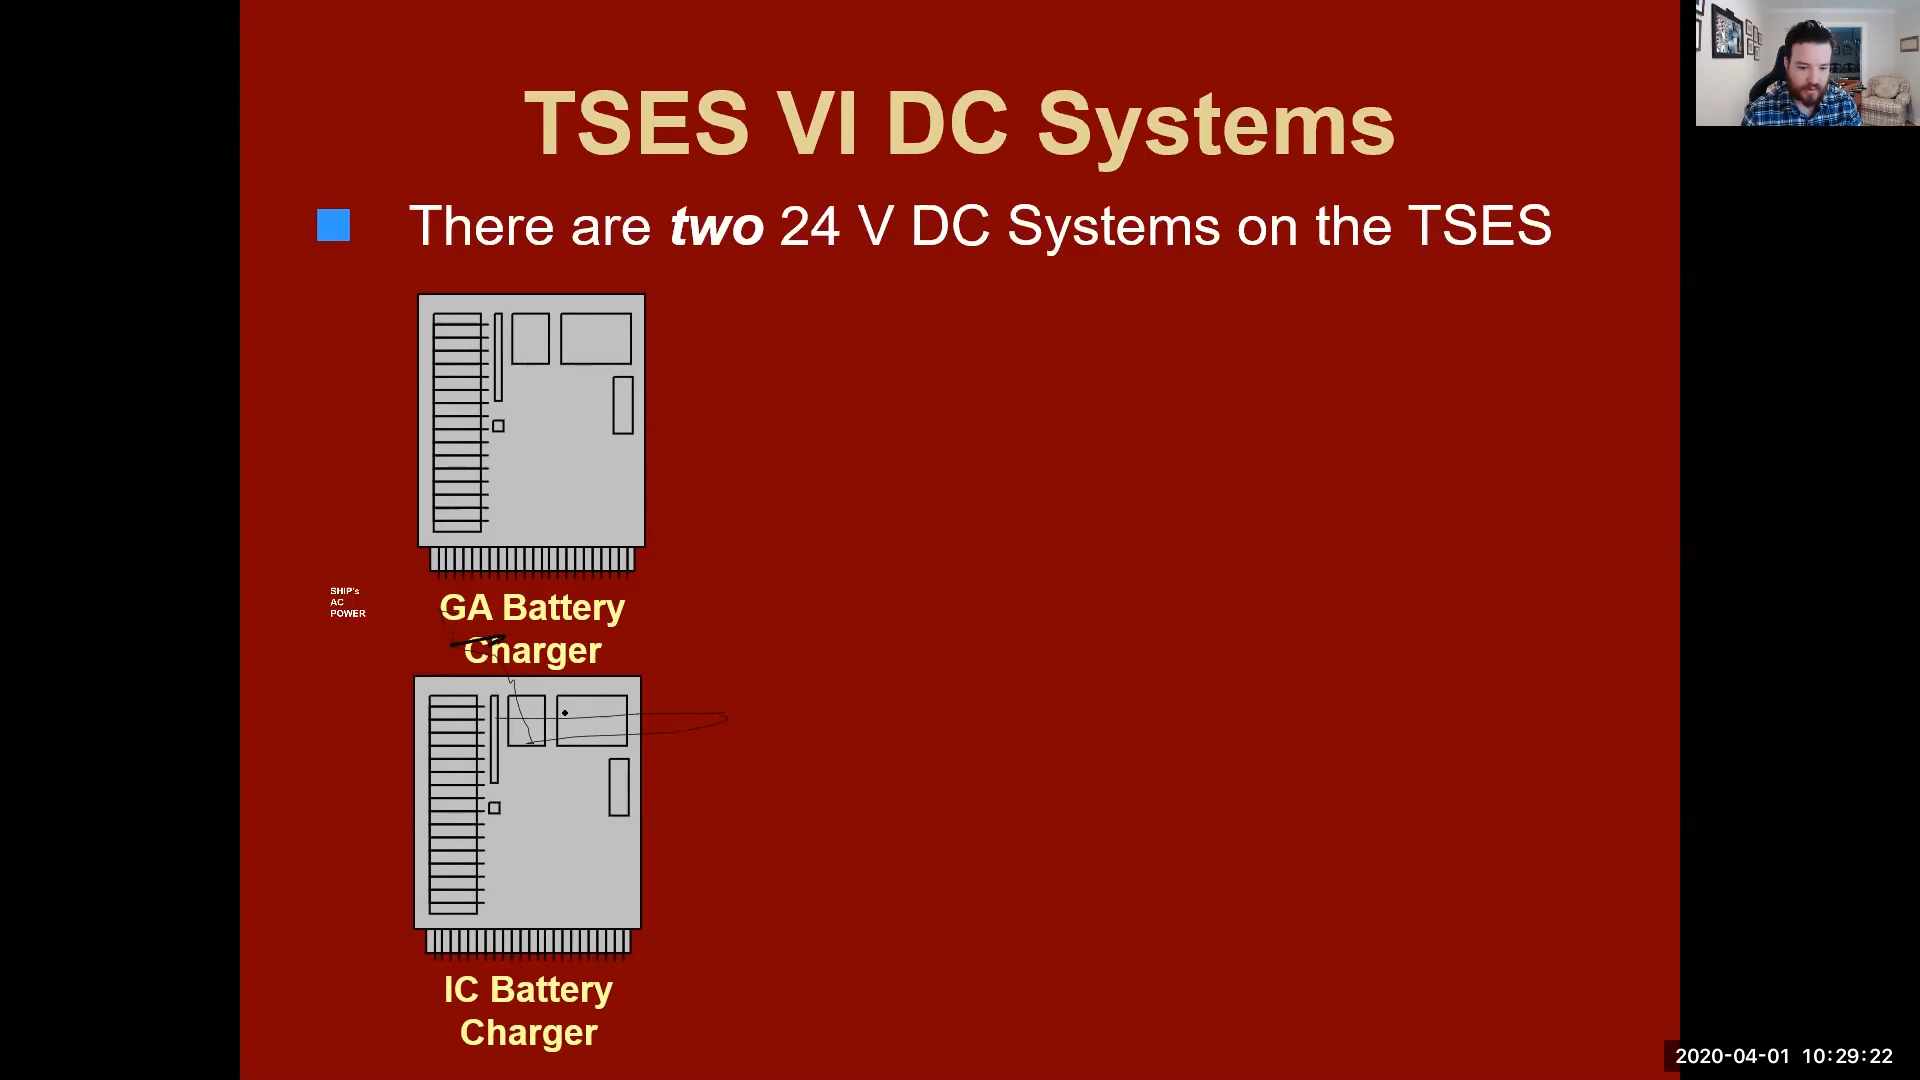 TSES VI DC Systems
There are two 24 V DC Systems on the TSES
SHIP's
AC
POWER
GA Battery
Charger
IC Battery
Charger
2020-04-01 10:29:22